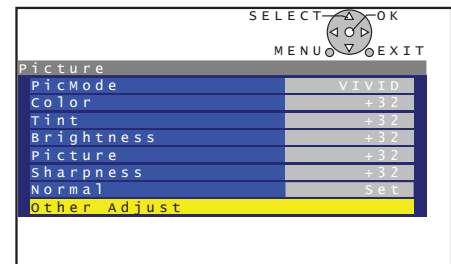 SELECT OK
MENU EXIT
Picture
PicMode VIVID
Color +32
Tint +32
Brightness +32
Picture +32
Sharpness +32
Normal Set
Other Adjust